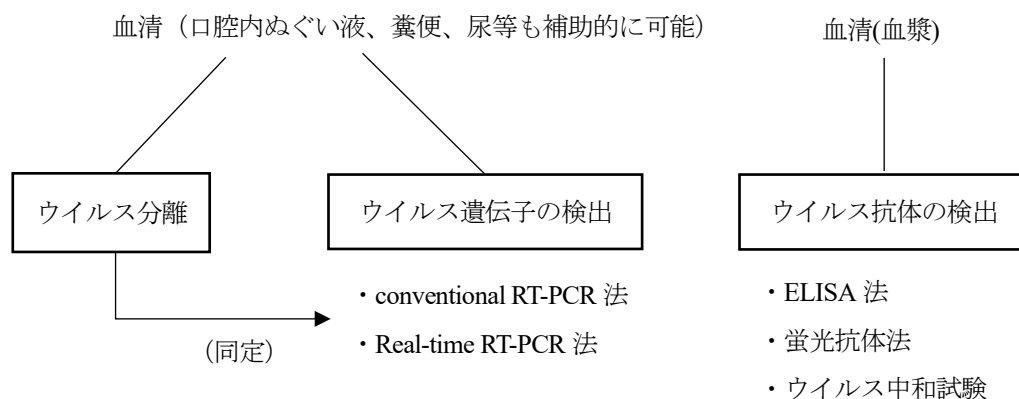 血清（口腔内ぬぐい液、糞便、尿等も補助的に可能）
血清(血漿)
ウイルス分離
ウイルス遺伝子の検出
ウイルス抗体の検出
・conventional RT-PCR 法
・Real-time RT-PCR 法
（同定）
・ELISA 法
・蛍光抗体法
・ウイルス中和試験